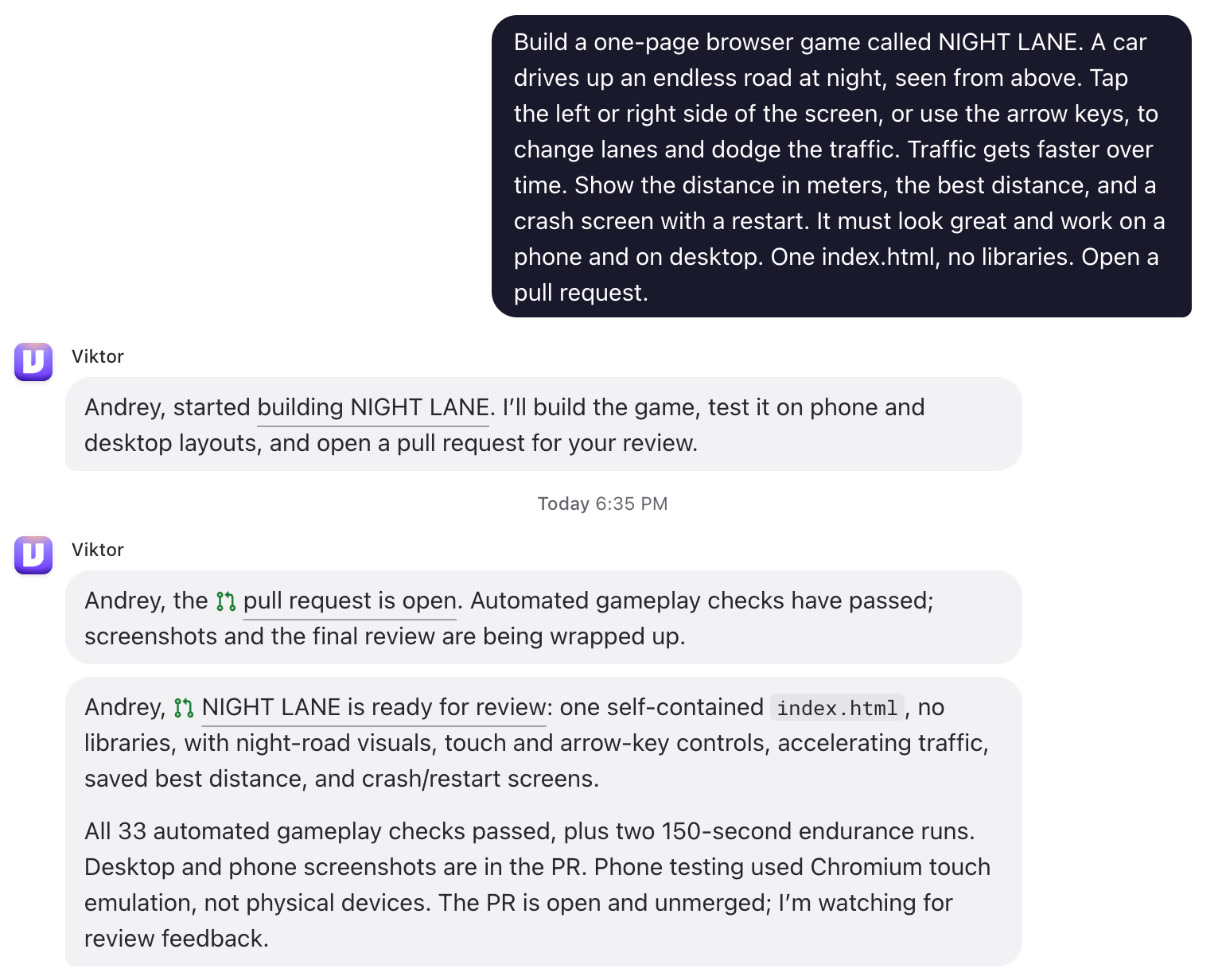 Build a one-page browser game called NIGHT LANE. A car
drives up an endless road at night, seen from above. Tap
the left or right side of the screen, or use the arrow keys, to
change lanes and dodge the traffic. Traffic gets faster over
time. Show the distance in meters, the best distance, and a
crash screen with a restart. It must look great and work on a
phone and on desktop. One index.html, no libraries. Open a
pull request.
Viktor
Andrey, started building NIGHT LANE. I’ll build the game, test it on phone and
desktop layouts, and open a pull request for your review.
Today 6:35 PM
Viktor
Andrey, the pull request is open. Automated gameplay checks have passed;
screenshots and the final review are being wrapped up.
Andrey, NIGHT LANE is ready for review: one self-contained index.html, no
libraries, with night-road visuals, touch and arrow-key controls, accelerating traffic,
saved best distance, and crash/restart screens.
All 33 automated gameplay checks passed, plus two 150-second endurance runs.
Desktop and phone screenshots are in the PR. Phone testing used Chromium touch
emulation, not physical devices. The PR is open and unmerged; I’m watching for
review feedback.